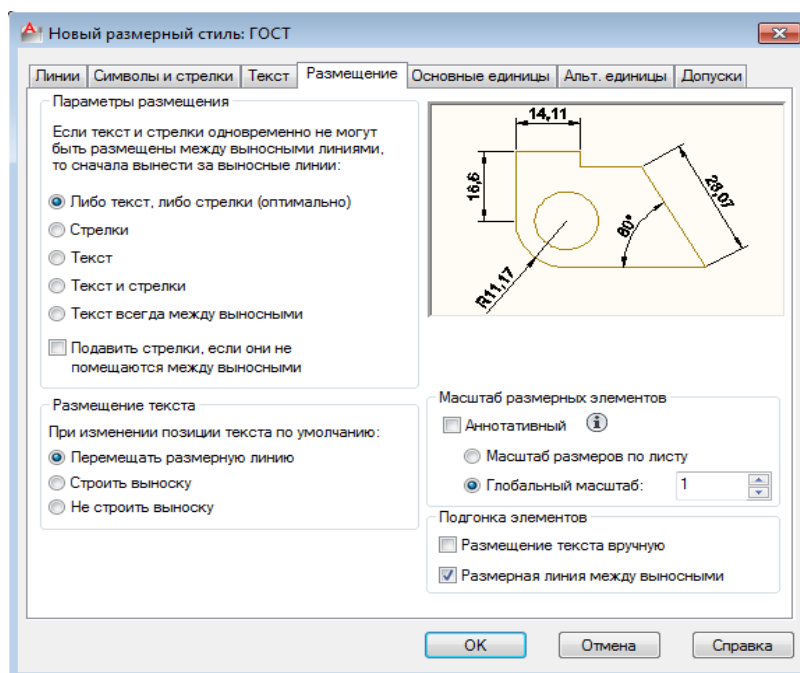 Новый размерный стиль: ГОСТ
Линии
Символы и стрелки
Текст
Размещение
Основные единицы
Альт. единицы
Допуски
Параметры размещения
Если текст и стрелки одновременно не могут
быть размещены между выносными линиями,
то сначала вынести за выносные линии:
Либо текст, либо стрелки (оптимально)
Стрелки
Текст
Текст и стрелки
Текст всегда между выносными
Подавить стрелки, если они не
помещаются между выносными
Размещение текста
При изменении позиции текста по умолчанию:
Перемещать размерную линию
Строить выноску
Не строить выноску
14,11
16,6
28,07
60°
R11,17
Масштаб размерных элементов
Аннотативный
Масштаб размеров по листу
Глобальный масштаб:
1
Подгонка элементов
Размещение текста вручную
Размерная линия между выносными
OK
Отмена
Справка